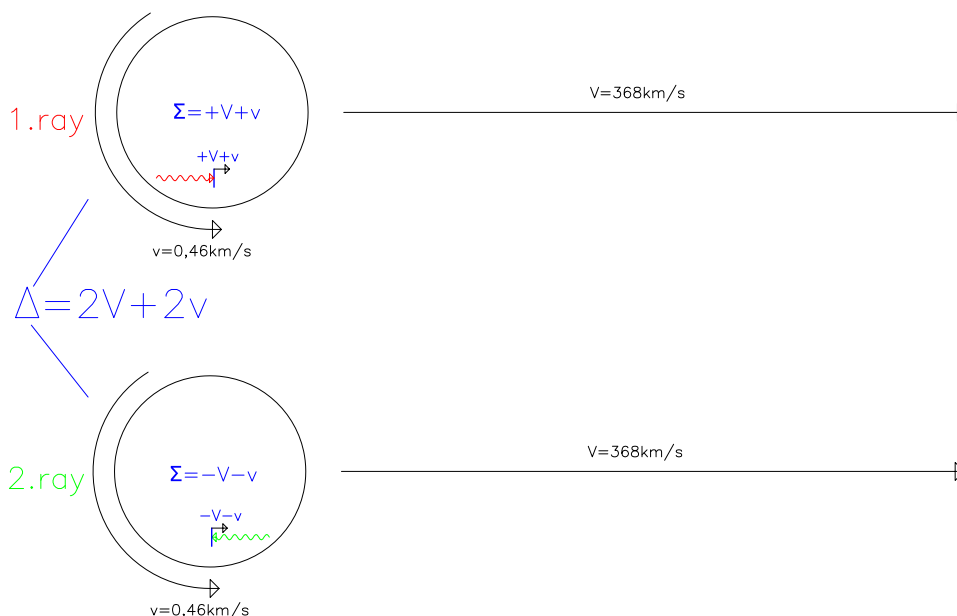 V=368km/s
1.ray
Σ=+V+v
+V+v
v=0,46km/s
Δ=2V+2v
V=368km/s
2.ray
Σ=-V-v
-V-v
v=0,46km/s